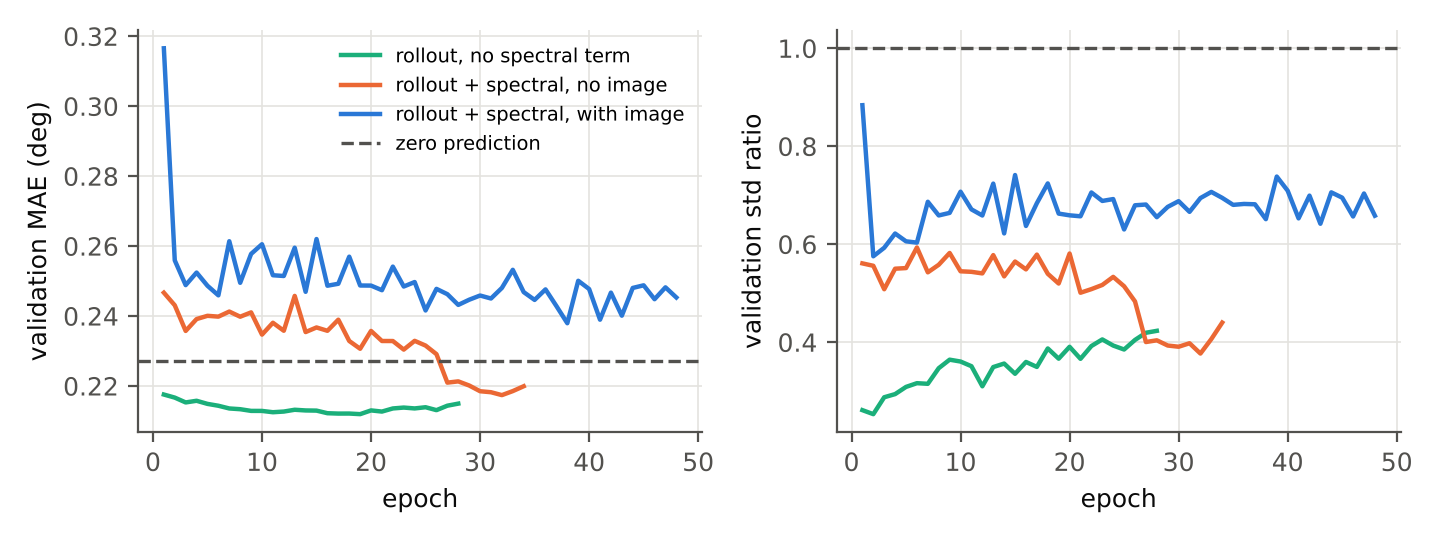 validation MAE (deg)
0.32
0.30
0.28
0.26
0.24
0.22
rollout, no spectral term
rollout + spectral, no image
rollout + spectral, with image
zero prediction
0 10 20 30 40 50
epoch
validation std ratio
1.0
0.8
0.6
0.4
0 10 20 30 40 50
epoch